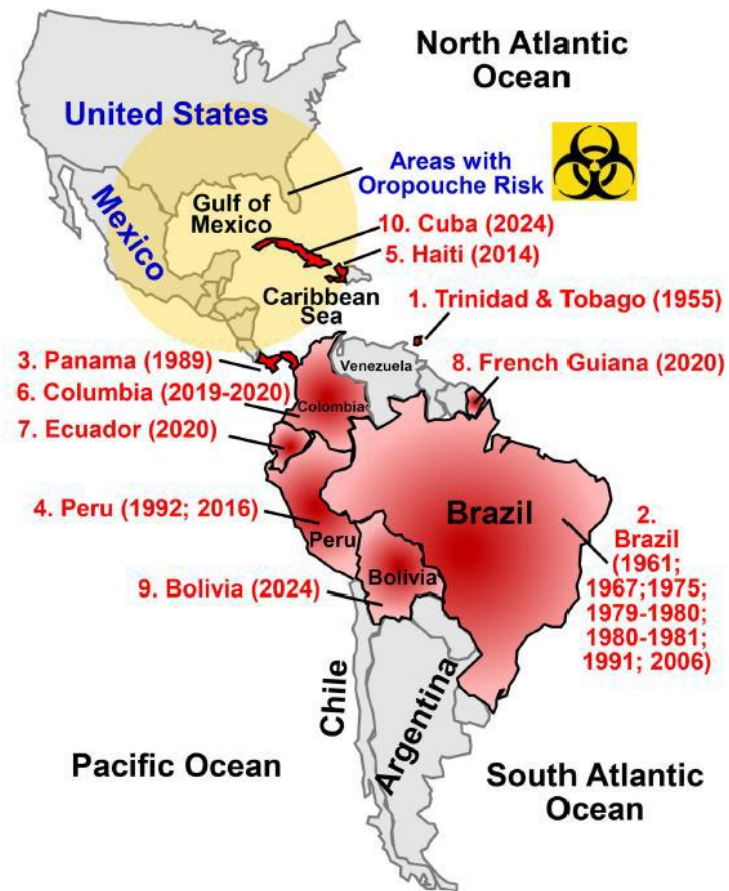 North Atlantic
Ocean
United States
Areas with
Oropouche Risk
Mexico
Gulf of
Mexico
10. Cuba (2024)
5. Haiti (2014)
Caribbean
Sea
1. Trinidad & Tobago (1955)
3. Panama (1989)
Venezuela
8. French Guiana (2020)
6. Columbia (2019-2020)
Colombia
7. Ecuador (2020)
4. Peru (1992; 2016)
Peru
Brazil
2.
Brazil
(1961;
1967;1975;
1979-1980;
1980-1981;
1991; 2006)
9. Bolivia (2024)
Bolivia
Chile
Argentina
Pacific Ocean
South Atlantic
Ocean